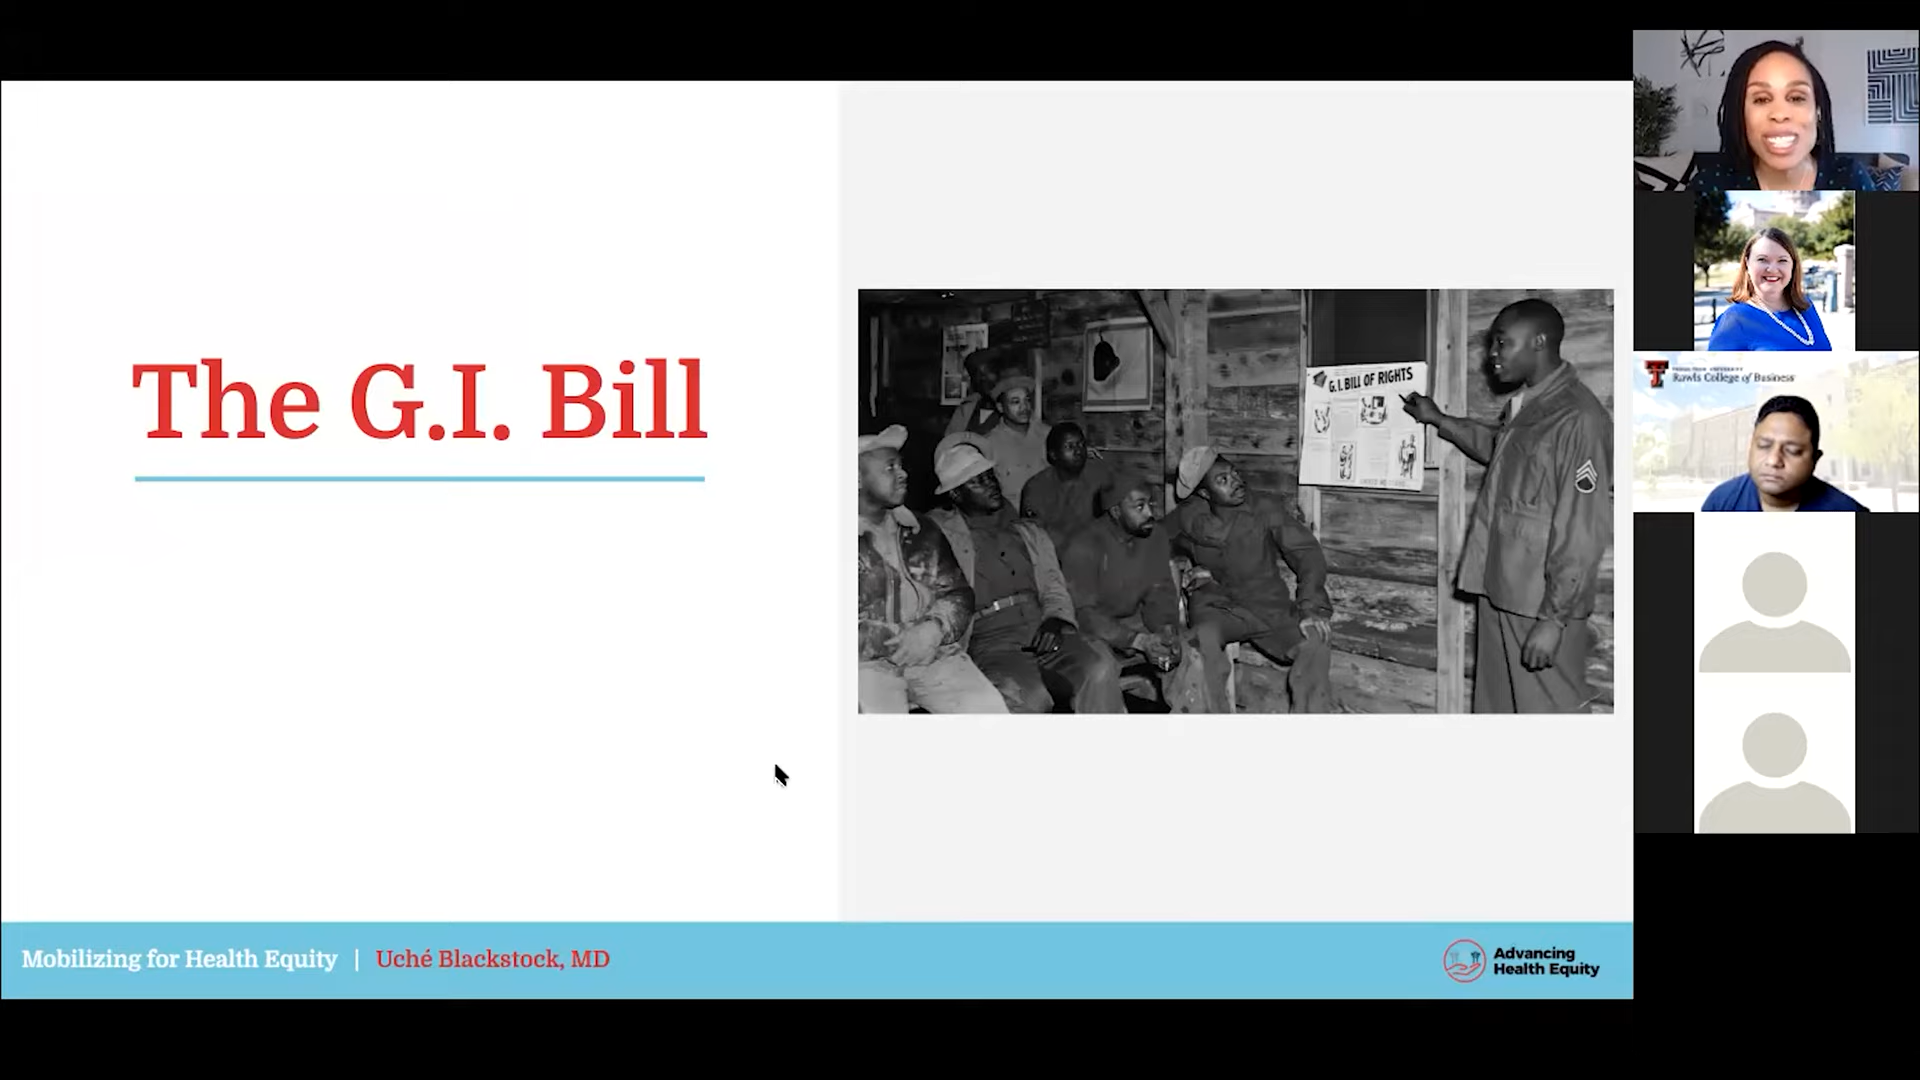 The G.I. Bill
G.I. BILL OF RIGHTS
Rawls College of Business
Mobilizing for Health Equity | Uché Blackstock, MD
Advancing
Health Equity